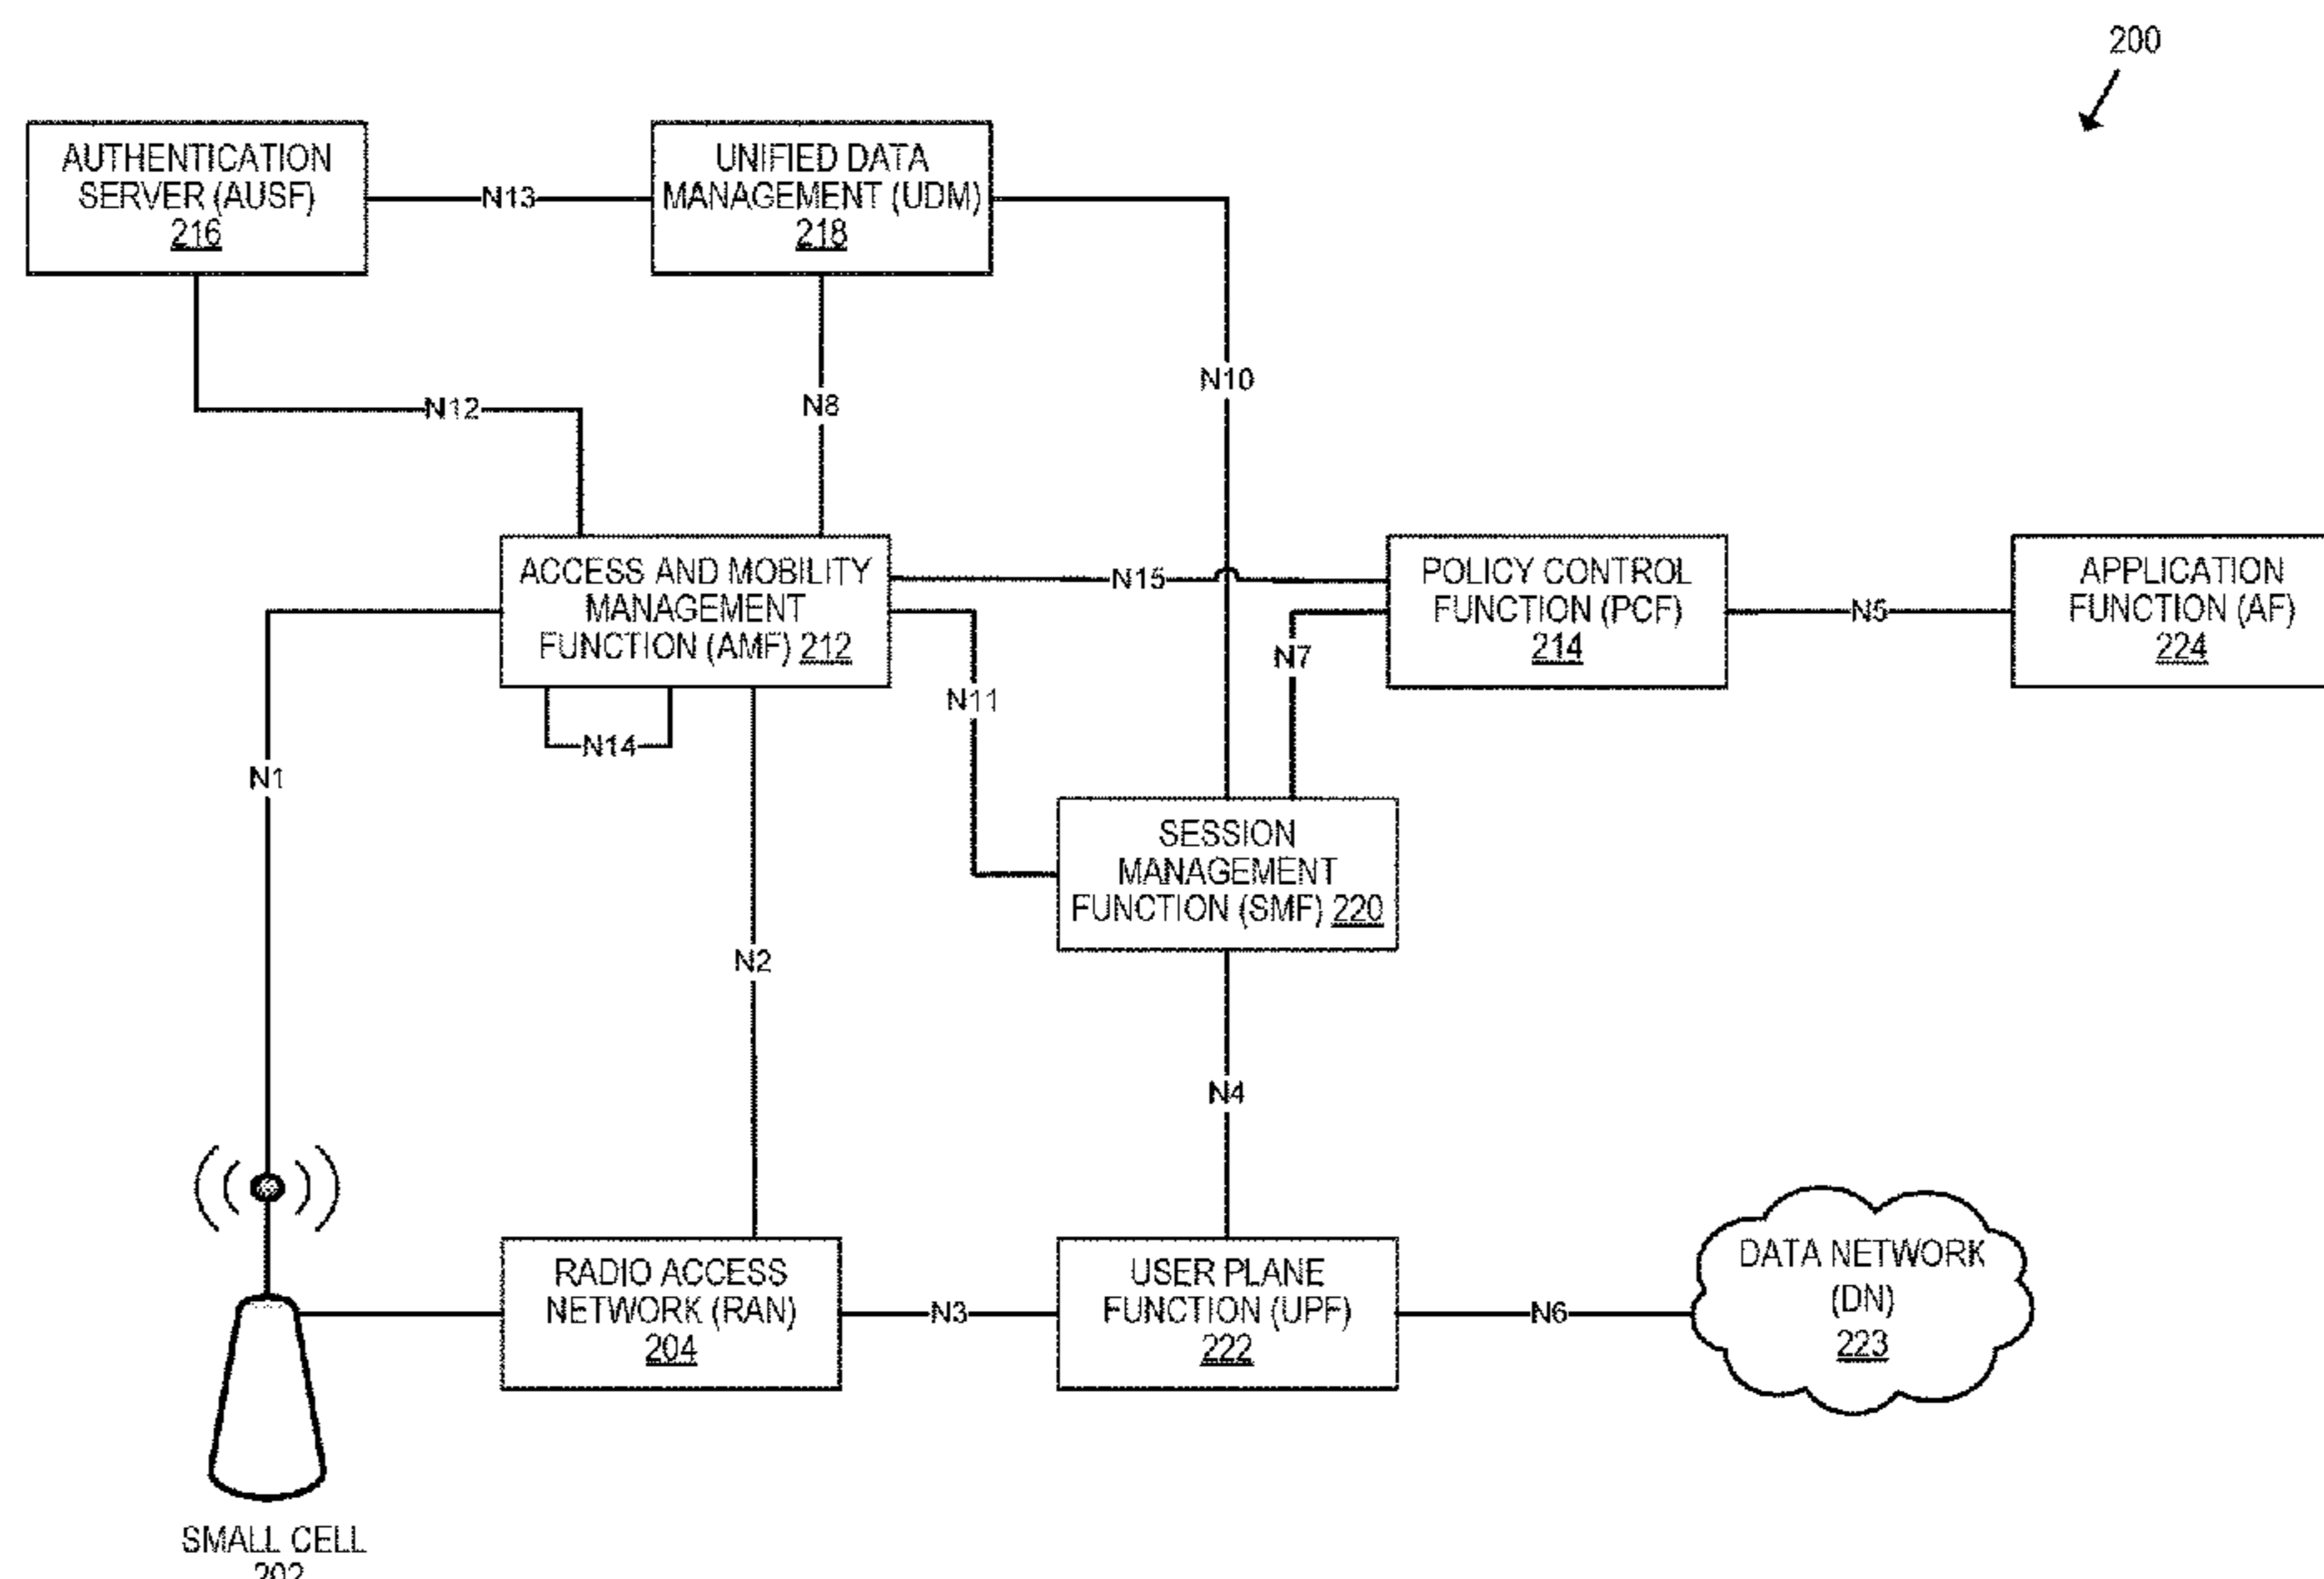 200
AUTHENTICATION
SERVER (AUSF)
216
N13
UNIFIED DATA
MANAGEMENT (UDM)
218
N12
N8
N10
ACCESS AND MOBILITY
MANAGEMENT
FUNCTION (AMF) 212
N15
POLICY CONTROL
FUNCTION (PCF)
214
N5
APPLICATION
FUNCTION (AF)
224
N7
N11
N14
N1
SESSION
MANAGEMENT
FUNCTION (SMF) 220
N2
N4
RADIO ACCESS
NETWORK (RAN)
204
N3
USER PLANE
FUNCTION (UPF)
222
N6
DATA NETWORK
(DN)
223
SMALL CELL
202